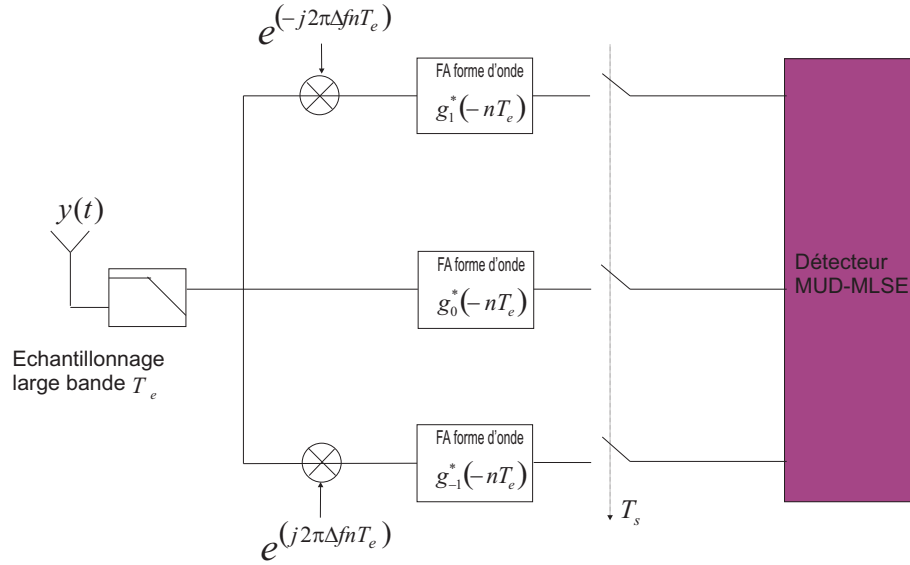 e^(-j2πΔfnT_e)
FA forme d'onde
g_1^*(-nT_e)
y(t)
FA forme d'onde
g_0^*(-nT_e)
Détecteur
MUD-MLSE
Echantillonnage
large bande T_e
FA forme d'onde
g_{-1}^*(-nT_e)
T_s
e^(j2πΔfnT_e)